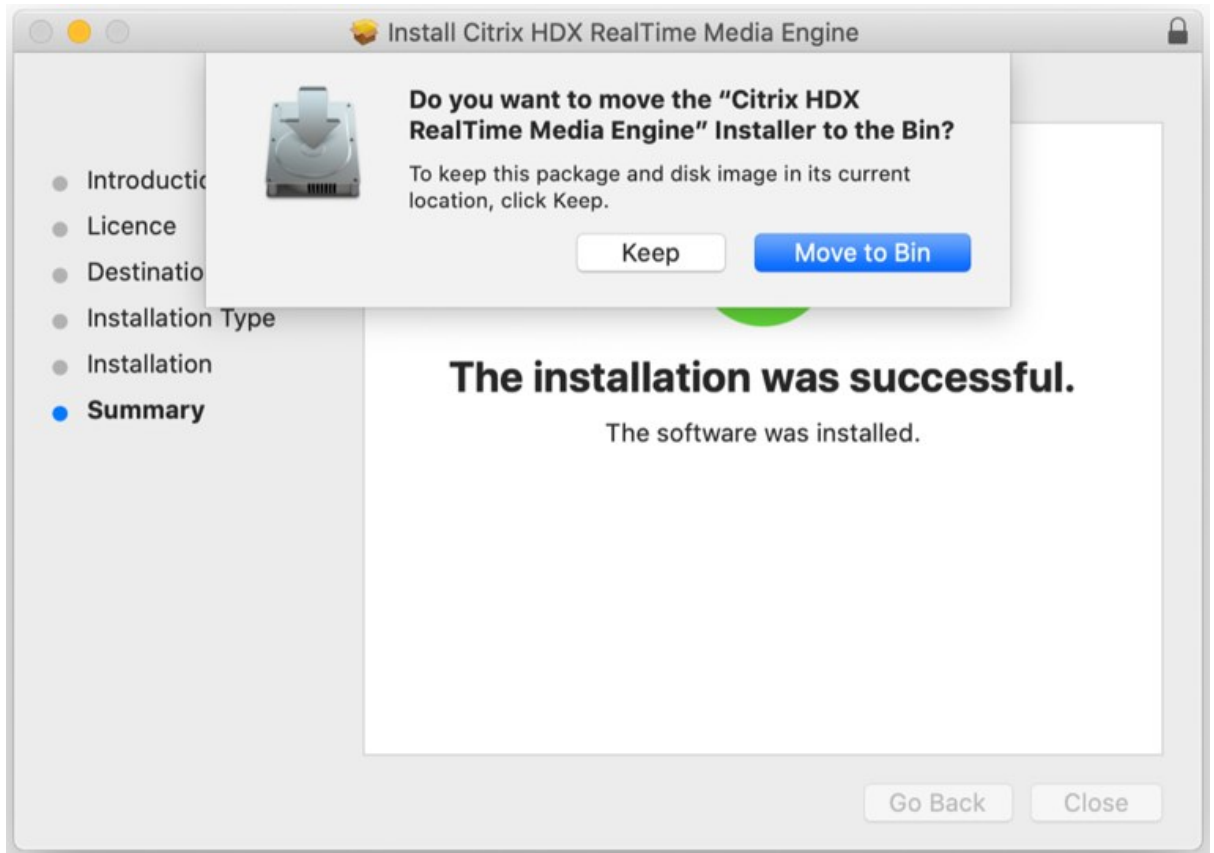 Install Citrix HDX RealTime Media Engine
Do you want to move the “Citrix HDX
RealTime Media Engine” Installer to the Bin?
To keep this package and disk image in its current
location, click Keep.
Keep
Move to Bin
Introductio
Licence
Destinatio
Installation Type
Installation
Summary
The installation was successful.
The software was installed.
Go Back
Close